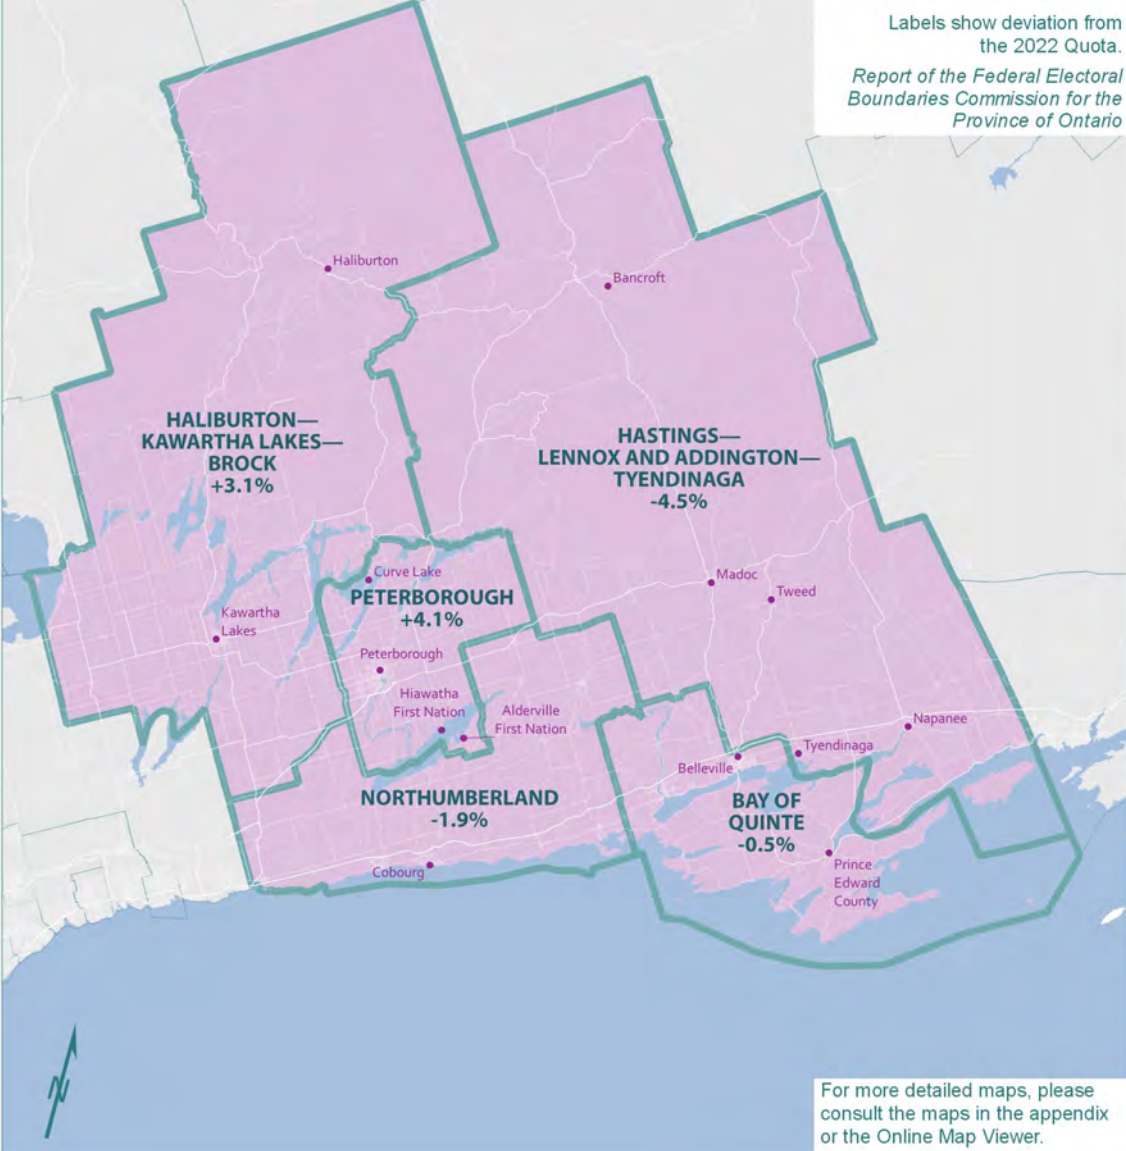 Labels show deviation from
the 2022 Quota.
Report of the Federal Electoral
Boundaries Commission for the
Province of Ontario
Haliburton
Bancroft
HALIBURTON—
KAWARTHA LAKES—
BROCK
+3.1%
HASTINGS—
LENNOX AND ADDINGTON—
TYENDINAGA
-4.5%
Curve Lake
PETERBOROUGH
+4.1%
Madoc
Tweed
Kawartha
Lakes
Peterborough
Hiawatha
First Nation
Alderville
First Nation
Napanee
Tyendinaga
Belleville
NORTHUMBERLAND
-1.9%
BAY OF
QUINTE
-0.5%
Cobourg
Prince
Edward
County
N
For more detailed maps, please
consult the maps in the appendix
or the Online Map Viewer.